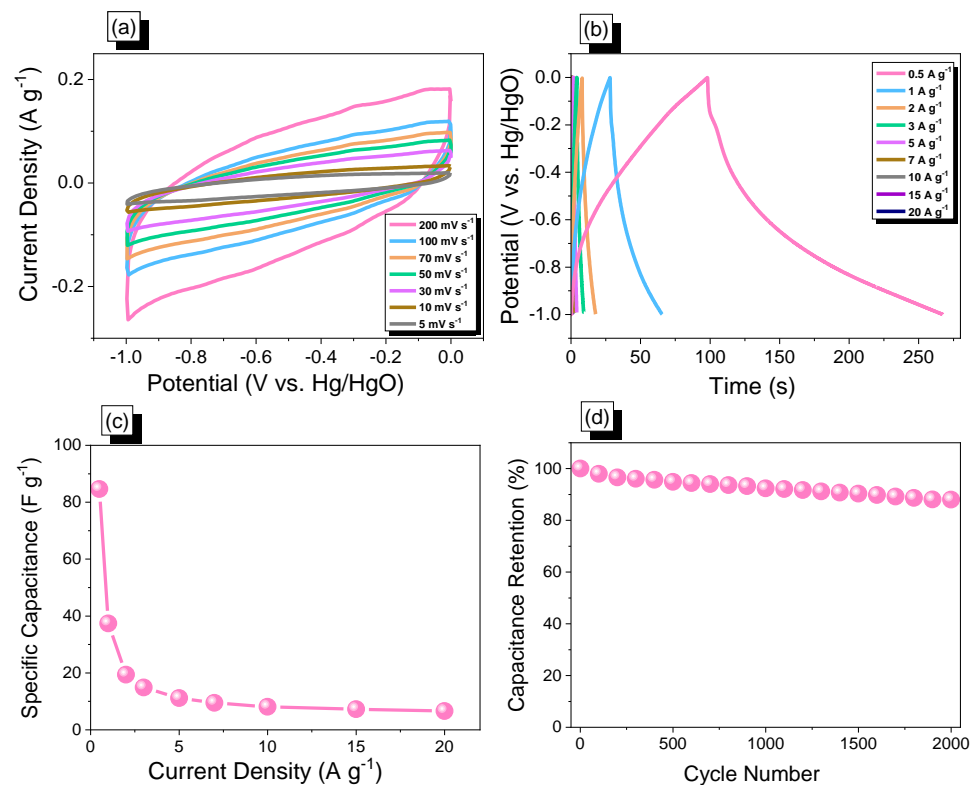 (a)
Current Density (A g⁻¹)
0.2
0.0
-0.2
-1.0 -0.8 -0.6 -0.4 -0.2 0.0
Potential (V vs. Hg/HgO)
200 mV s⁻¹
100 mV s⁻¹
70 mV s⁻¹
50 mV s⁻¹
30 mV s⁻¹
10 mV s⁻¹
5 mV s⁻¹
(b)
Potential (V vs. Hg/HgO)
0.0
-0.2
-0.4
-0.6
-0.8
-1.0
0 50 100 150 200 250
Time (s)
0.5 A g⁻¹
1 A g⁻¹
2 A g⁻¹
3 A g⁻¹
5 A g⁻¹
7 A g⁻¹
10 A g⁻¹
15 A g⁻¹
20 A g⁻¹
(c)
Specific Capacitance (F g⁻¹)
100
80
60
40
20
0
0 5 10 15 20
Current Density (A g⁻¹)
(d)
Capacitance Retention (%)
100
80
60
40
20
0
0 500 1000 1500 2000
Cycle Number